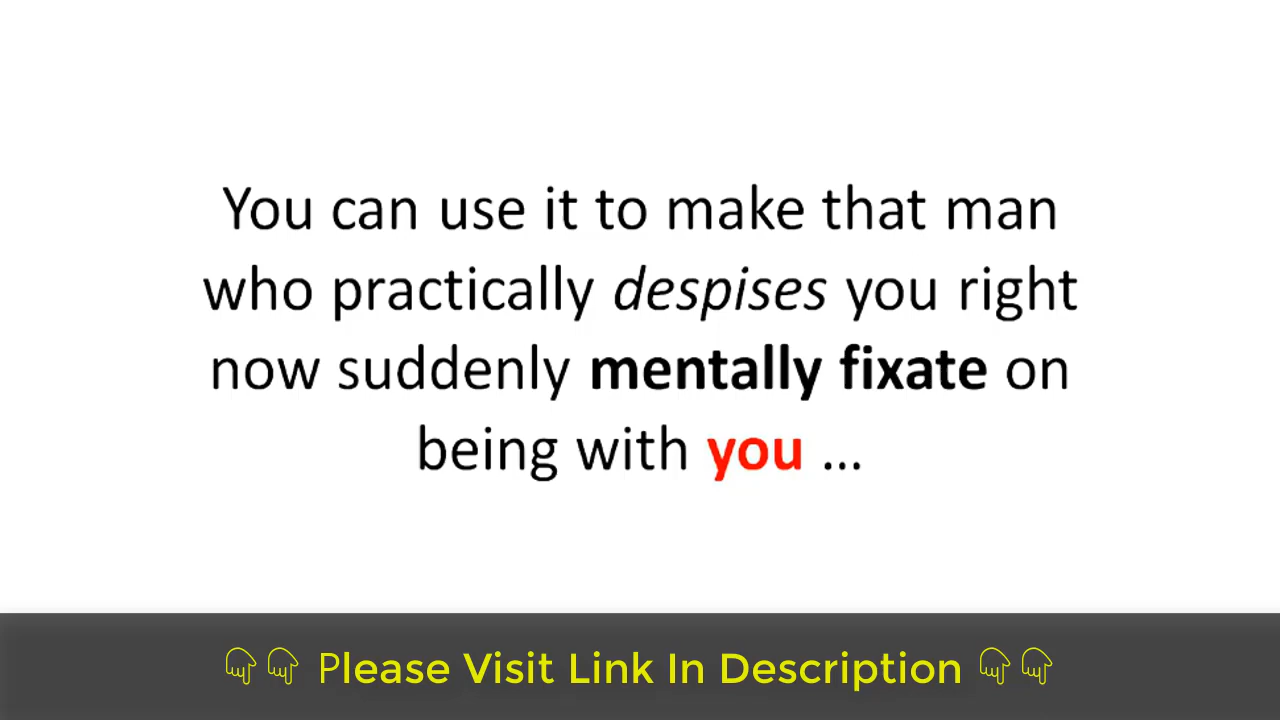 You can use it to make that man
who practically despises you right
now suddenly mentally fixate on
being with you ...
Please Visit Link In Description